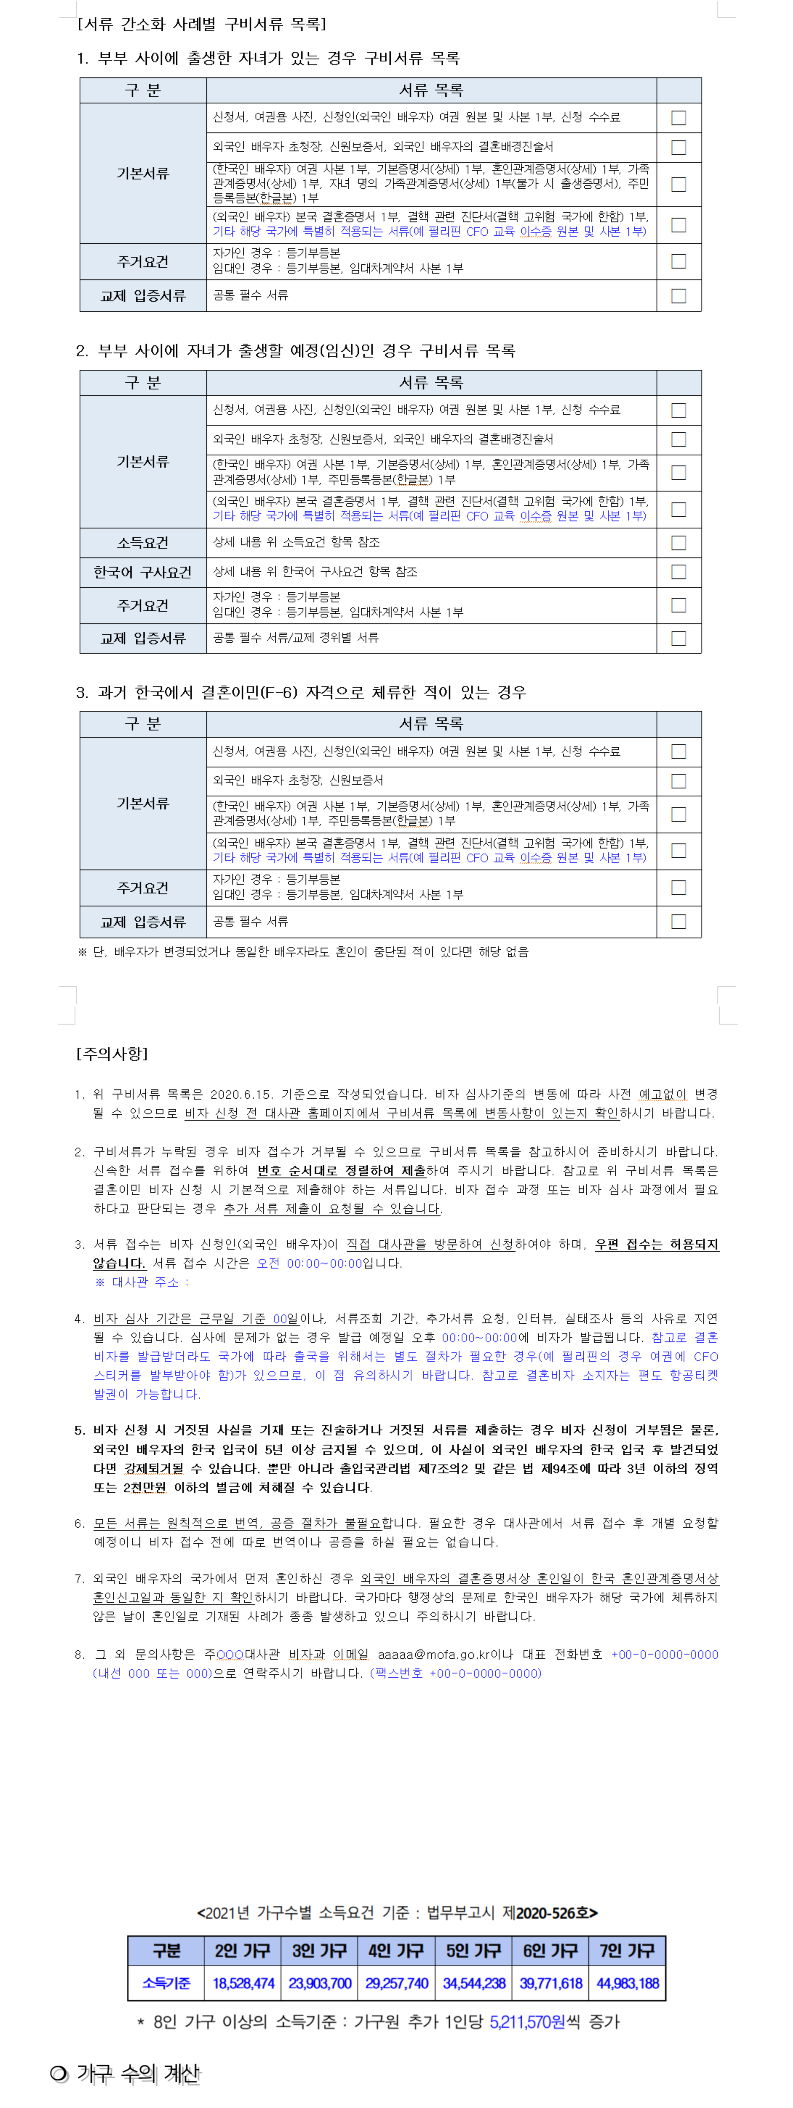 [서류 간소화 사례별 구비서류 목록]
1. 부부 사이에 출생한 자녀가 있는 경우 구비서류 목록
구 분 서류 목록
기본서류
신청서, 여권용 사진, 신청인(외국인 배우자) 여권 원본 및 사본 1부, 신청 수수료
외국인 배우자 초청장, 신원보증서, 외국인 배우자의 결혼배경진술서
(한국인 배우자) 여권 사본 1부, 기본증명서(상세) 1부, 혼인관계증명서(상세) 1부, 가족
관계증명서(상세) 1부, 자녀 명의 가족관계증명서(상세) 1부(불가 시 출생증명서), 주민
등록등본(한글본) 1부
(외국인 배우자) 본국 결혼증명서 1부, 결핵 관련 진단서(결핵 고위험 국가에 한함) 1부,
기타 해당 국가에 특별히 적용되는 서류(예 필리핀 CFO 교육 이수증 원본 및 사본 1부)
주거요건
자가인 경우 : 등기부등본
임대인 경우 : 등기부등본, 임대차계약서 사본 1부
교제 입증서류 공통 필수 서류
2. 부부 사이에 자녀가 출생할 예정(임신)인 경우 구비서류 목록
구 분 서류 목록
기본서류
신청서, 여권용 사진, 신청인(외국인 배우자) 여권 원본 및 사본 1부, 신청 수수료
외국인 배우자 초청장, 신원보증서, 외국인 배우자의 결혼배경진술서
(한국인 배우자) 여권 사본 1부, 기본증명서(상세) 1부, 혼인관계증명서(상세) 1부, 가족
관계증명서(상세) 1부, 주민등록등본(한글본) 1부
(외국인 배우자) 본국 결혼증명서 1부, 결핵 관련 진단서(결핵 고위험 국가에 한함) 1부,
기타 해당 국가에 특별히 적용되는 서류(예 필리핀 CFO 교육 이수증 원본 및 사본 1부)
소득요건 상세 내용 위 소득요건 항목 참조
한국어 구사요건 상세 내용 위 한국어 구사요건 항목 참조
주거요건
자가인 경우 : 등기부등본
임대인 경우 : 등기부등본, 임대차계약서 사본 1부
교제 입증서류 공통 필수 서류/교제 경위별 서류
3. 과거 한국에서 결혼이민(F-6) 자격으로 체류한 적이 있는 경우
구 분 서류 목록
기본서류
신청서, 여권용 사진, 신청인(외국인 배우자) 여권 원본 및 사본 1부, 신청 수수료
외국인 배우자 초청장, 신원보증서
(한국인 배우자) 여권 사본 1부, 기본증명서(상세) 1부, 혼인관계증명서(상세) 1부, 가족
관계증명서(상세) 1부, 주민등록등본(한글본) 1부
(외국인 배우자) 본국 결혼증명서 1부, 결핵 관련 진단서(결핵 고위험 국가에 한함) 1부,
기타 해당 국가에 특별히 적용되는 서류(예 필리핀 CFO 교육 이수증 원본 및 사본 1부)
주거요건
자가인 경우 : 등기부등본
임대인 경우 : 등기부등본, 임대차계약서 사본 1부
교제 입증서류 공통 필수 서류
※ 단, 배우자가 변경되었거나 동일한 배우자라도 혼인이 중단된 적이 있다면 해당 없음
[주의사항]
1. 위 구비서류 목록은 2020.6.15. 기준으로 작성되었습니다. 비자 심사기준의 변동에 따라 사전 예고없이 변경
될 수 있으므로 비자 신청 전 대사관 홈페이지에서 구비서류 목록에 변동사항이 있는지 확인하시기 바랍니다.
2. 구비서류가 누락된 경우 비자 접수가 거부될 수 있으므로 구비서류 목록을 참고하시어 준비하시기 바랍니다.
신속한 서류 접수를 위하여 번호 순서대로 정렬하여 제출하여 주시기 바랍니다. 참고로 위 구비서류 목록은
결혼이민 비자 신청 시 기본적으로 제출해야 하는 서류입니다. 비자 접수 과정 또는 비자 심사 과정에서 필요
하다고 판단되는 경우 추가 서류 제출이 요청될 수 있습니다.
3. 서류 접수는 비자 신청인(외국인 배우자)이 직접 대사관을 방문하여 신청하여야 하며, 우편 접수는 허용되지
않습니다. 서류 접수 시간은 오전 00:00~00:00입니다.
※ 대사관 주소 :
4. 비자 심사 기간은 근무일 기준 00일이나, 서류조회 기간, 추가서류 요청, 인터뷰, 실태조사 등의 사유로 지연
될 수 있습니다. 심사에 문제가 없는 경우 발급 예정일 오후 00:00~00:00에 비자가 발급됩니다. 참고로 결혼
비자를 발급받더라도 국가에 따라 출국을 위해서는 별도 절차가 필요한 경우(예 필리핀의 경우 여권에 CFO
스티커를 발부받아야 함)가 있으므로, 이 점 유의하시기 바랍니다. 참고로 결혼비자 소지자는 편도 항공티켓
발권이 가능합니다.
5. 비자 신청 시 거짓된 사실을 기재 또는 진술하거나 거짓된 서류를 제출하는 경우 비자 신청이 거부됨은 물론,
외국인 배우자의 한국 입국이 5년 이상 금지될 수 있으며, 이 사실이 외국인 배우자의 한국 입국 후 발견되었
다면 강제퇴거될 수 있습니다. 뿐만 아니라 출입국관리법 제7조의2 및 같은 법 제94조에 따라 3년 이하의 징역
또는 2천만원 이하의 벌금에 처해질 수 있습니다.
6. 모든 서류는 원칙적으로 번역, 공증 절차가 불필요합니다. 필요한 경우 대사관에서 서류 접수 후 개별 요청할
예정이니 비자 접수 전에 따로 번역이나 공증을 하실 필요는 없습니다.
7. 외국인 배우자의 국가에서 먼저 혼인하신 경우 외국인 배우자의 결혼증명서상 혼인일이 한국 혼인관계증명서상
혼인신고일과 동일한 지 확인하시기 바랍니다. 국가마다 행정상의 문제로 한국인 배우자가 해당 국가에 체류하지
않은 날이 혼인일로 기재된 사례가 종종 발생하고 있으니 주의하시기 바랍니다.
8. 그 외 문의사항은 주OOO대사관 비자과 이메일 aaaaa@mofa.go.kr이나 대표 전화번호 +00-0-0000-0000
(내선 000 또는 000)으로 연락주시기 바랍니다. (팩스번호 +00-0-0000-0000)
<2021년 가구수별 소득요건 기준 : 법무부고시 제2020-526호>
구분 2인 가구 3인 가구 4인 가구 5인 가구 6인 가구 7인 가구
소득기준 18,528,474 23,903,700 29,257,740 34,544,238 39,771,618 44,983,188
* 8인 가구 이상의 소득기준 : 가구원 추가 1인당 5,211,570원씩 증가
○ 가구 수의 계산